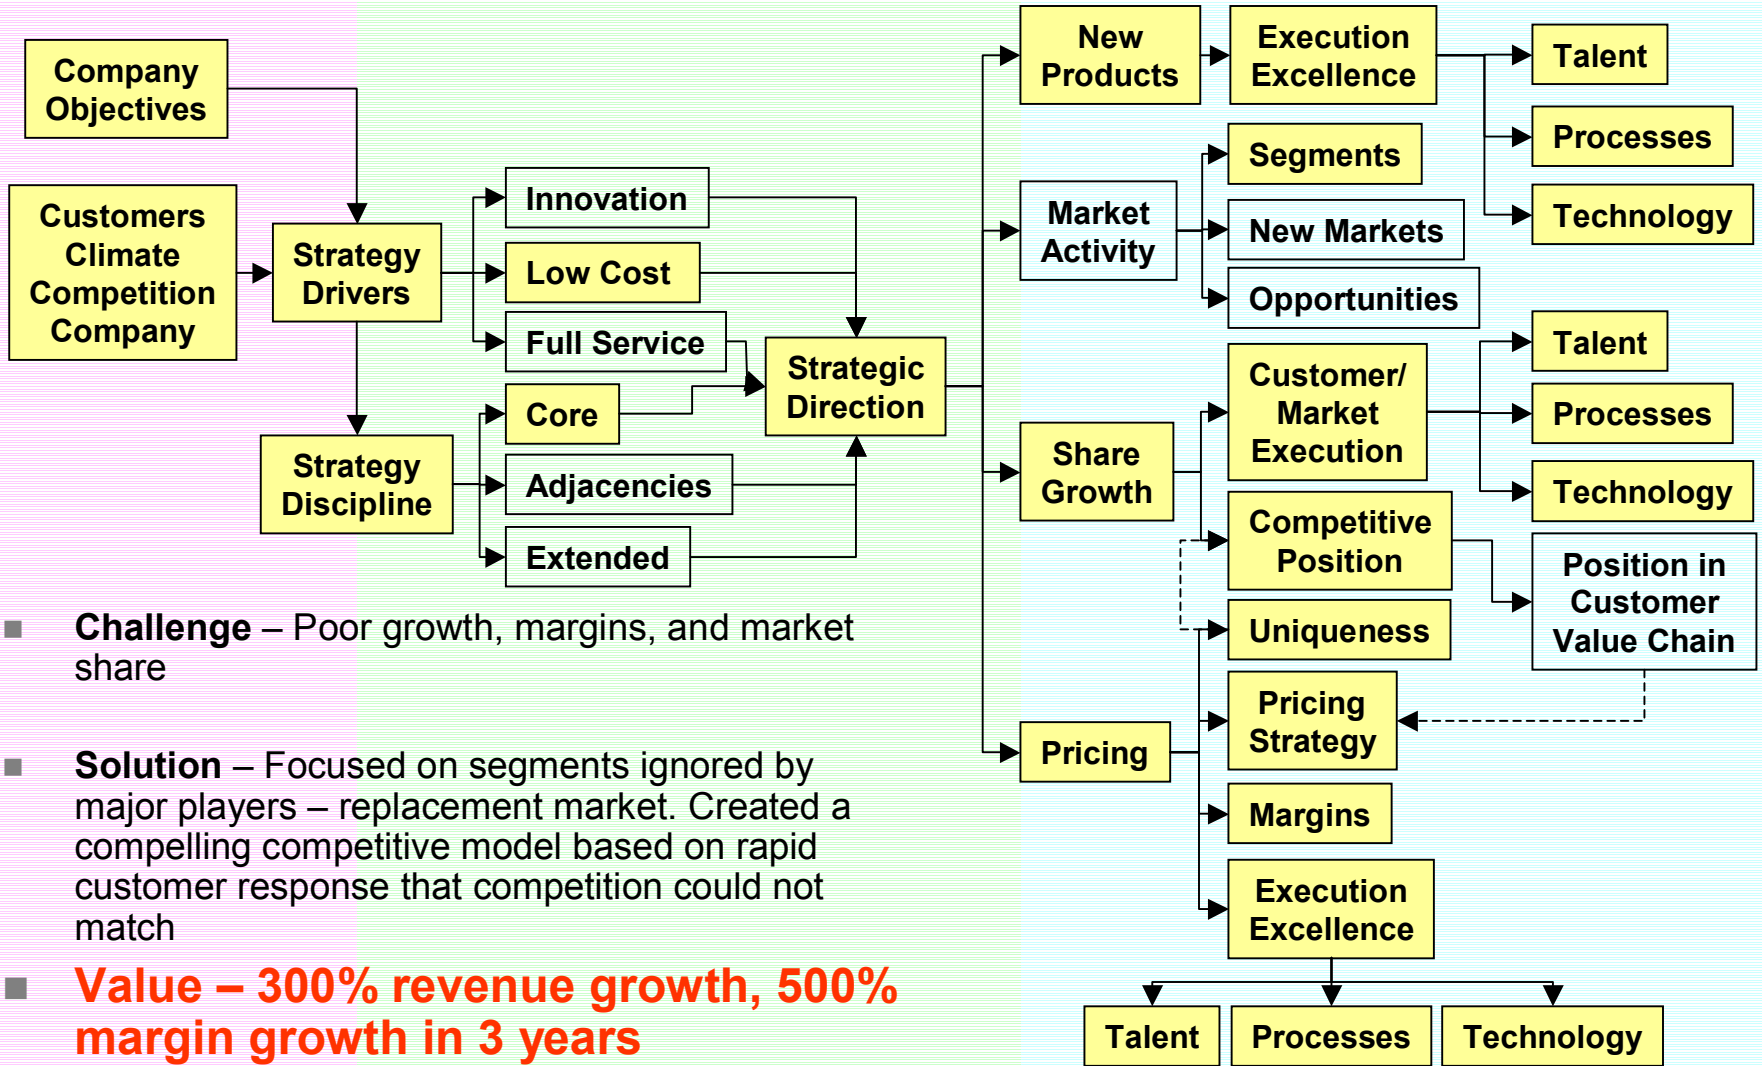 Company
Objectives
Customers
Climate
Competition
Company
Strategy
Drivers
Strategy
Discipline
Innovation
Low Cost
Full Service
Core
Adjacencies
Extended
Strategic
Direction
New
Products
Execution
Excellence
Talent
Processes
Technology
Market
Activity
Segments
New Markets
Opportunities
Share
Growth
Customer/
Market
Execution
Talent
Processes
Technology
Competitive
Position
Position in
Customer
Value Chain
Pricing
Uniqueness
Pricing
Strategy
Margins
Execution
Excellence
Talent
Processes
Technology
Challenge – Poor growth, margins, and market
share
Solution – Focused on segments ignored by
major players – replacement market. Created a
compelling competitive model based on rapid
customer response that competition could not
match
Value – 300% revenue growth, 500%
margin growth in 3 years